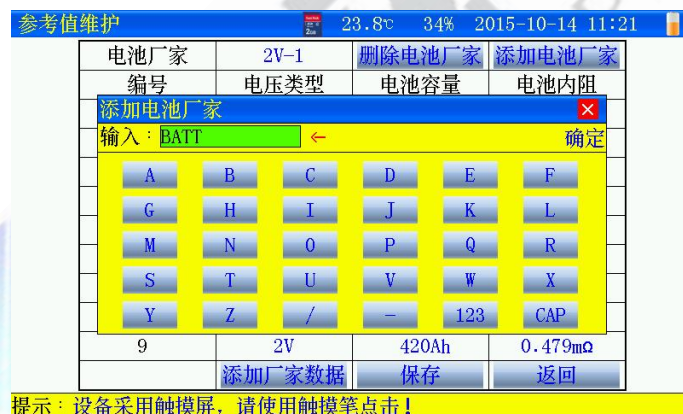 参考值维护 23.8℃ 34% 2015-10-14 11:21
电池厂家 2V-1 删除电池厂家 添加电池厂家
编号 电压类型 电池容量 电池内阻
添加电池厂家
输入：BATT ← 确定
A B C D E F
G H I J K L
M N O P Q R
S T U V W X
Y Z / - 123 CAP
9 2V 420Ah 0.479mΩ
添加厂家数据 保存 返回
提示：设备采用触摸屏，请使用触摸笔点击！